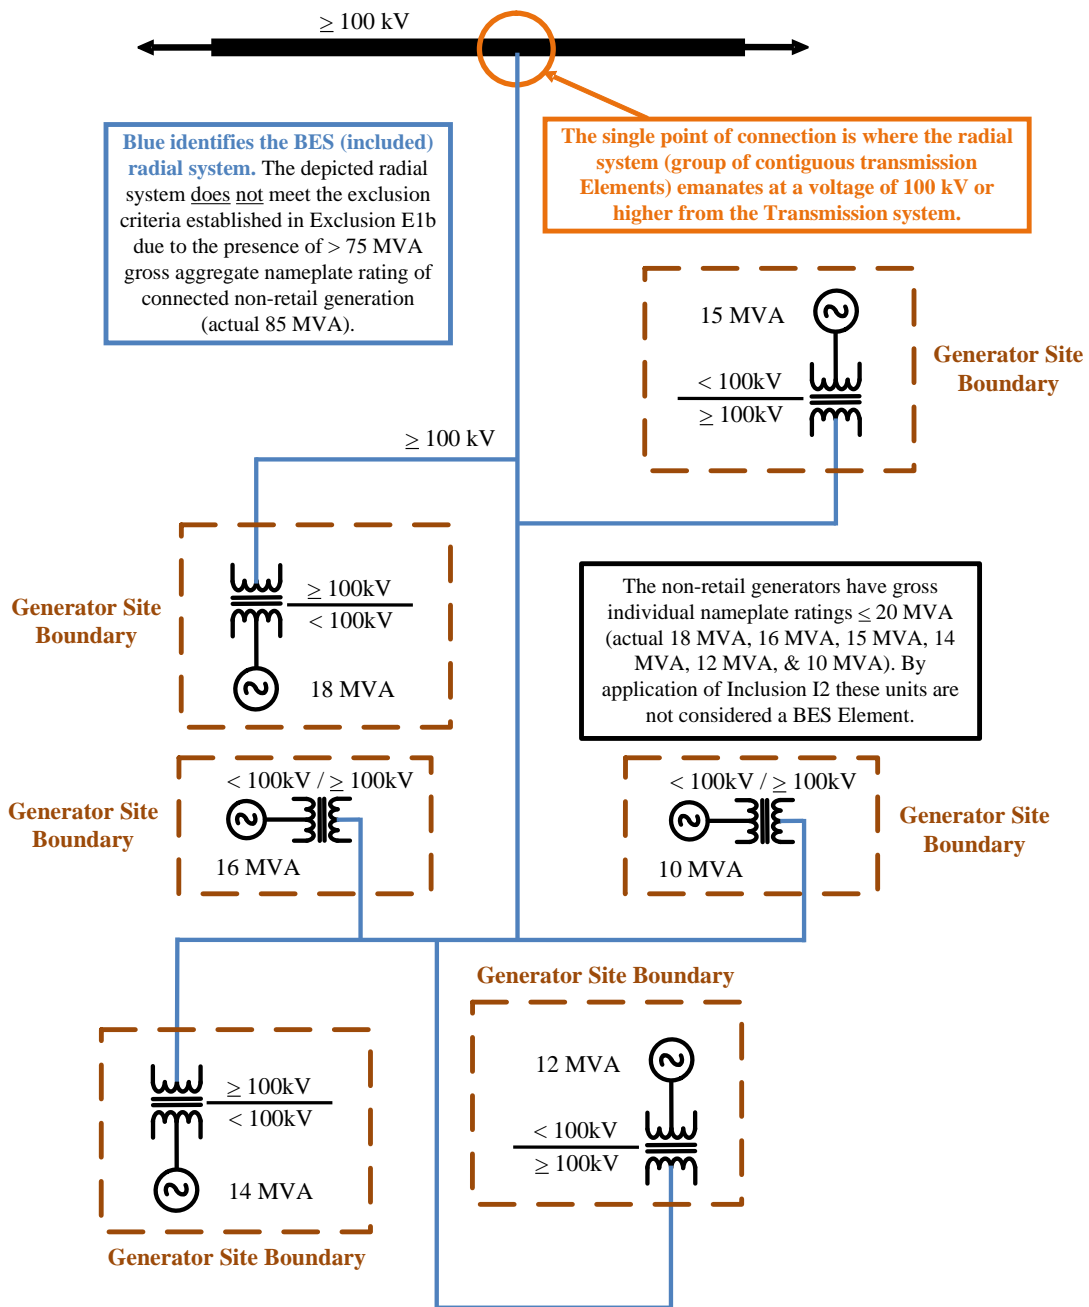 ≥ 100 kV
Blue identifies the BES (included)
radial system. The depicted radial
system does not meet the exclusion
criteria established in Exclusion E1b
due to the presence of > 75 MVA
gross aggregate nameplate rating of
connected non-retail generation
(actual 85 MVA).
The single point of connection is where the radial
system (group of contiguous transmission
Elements) emanates at a voltage of 100 kV or
higher from the Transmission system.
15 MVA
< 100kV
≥ 100kV
Generator Site
Boundary
≥ 100 kV
Generator Site
Boundary
≥ 100kV
< 100kV
18 MVA
The non-retail generators have gross
individual nameplate ratings ≤ 20 MVA
(actual 18 MVA, 16 MVA, 15 MVA, 14
MVA, 12 MVA, & 10 MVA). By
application of Inclusion I2 these units are
not considered a BES Element.
Generator Site
Boundary
< 100kV / ≥ 100kV
16 MVA
< 100kV / ≥ 100kV
10 MVA
Generator Site
Boundary
≥ 100kV
< 100kV
14 MVA
Generator Site Boundary
Generator Site Boundary
12 MVA
< 100kV
≥ 100kV